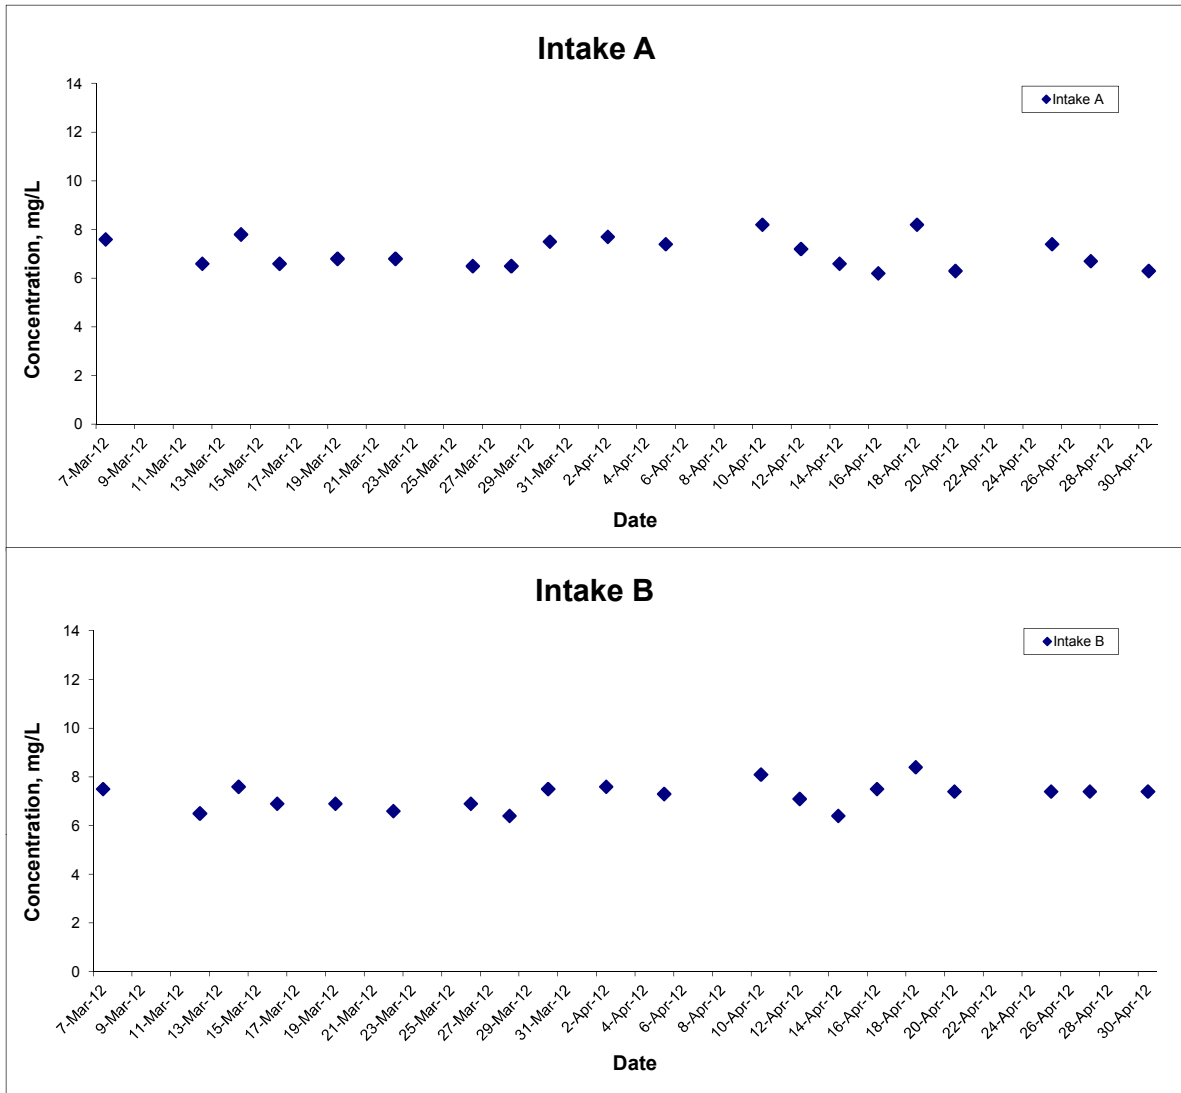 Intake A
14
Intake A
12
10
8
6
4
2
0
Concentration, mg/L
7-Mar-12
9-Mar-12
11-Mar-12
13-Mar-12
15-Mar-12
17-Mar-12
19-Mar-12
21-Mar-12
23-Mar-12
25-Mar-12
27-Mar-12
29-Mar-12
31-Mar-12
2-Apr-12
4-Apr-12
6-Apr-12
8-Apr-12
10-Apr-12
12-Apr-12
14-Apr-12
16-Apr-12
18-Apr-12
20-Apr-12
22-Apr-12
24-Apr-12
26-Apr-12
28-Apr-12
30-Apr-12
Date
Intake B
14
Intake B
12
10
8
6
4
2
0
Concentration, mg/L
7-Mar-12
9-Mar-12
11-Mar-12
13-Mar-12
15-Mar-12
17-Mar-12
19-Mar-12
21-Mar-12
23-Mar-12
25-Mar-12
27-Mar-12
29-Mar-12
31-Mar-12
2-Apr-12
4-Apr-12
6-Apr-12
8-Apr-12
10-Apr-12
12-Apr-12
14-Apr-12
16-Apr-12
18-Apr-12
20-Apr-12
22-Apr-12
24-Apr-12
26-Apr-12
28-Apr-12
30-Apr-12
Date